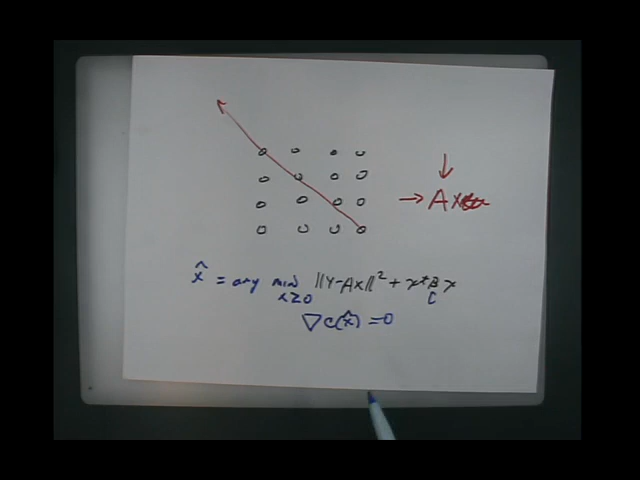 → Ax
x̂ = arg min ||Y-Ax||² + xᵗBx
x≥0
∇c(x̂) = 0